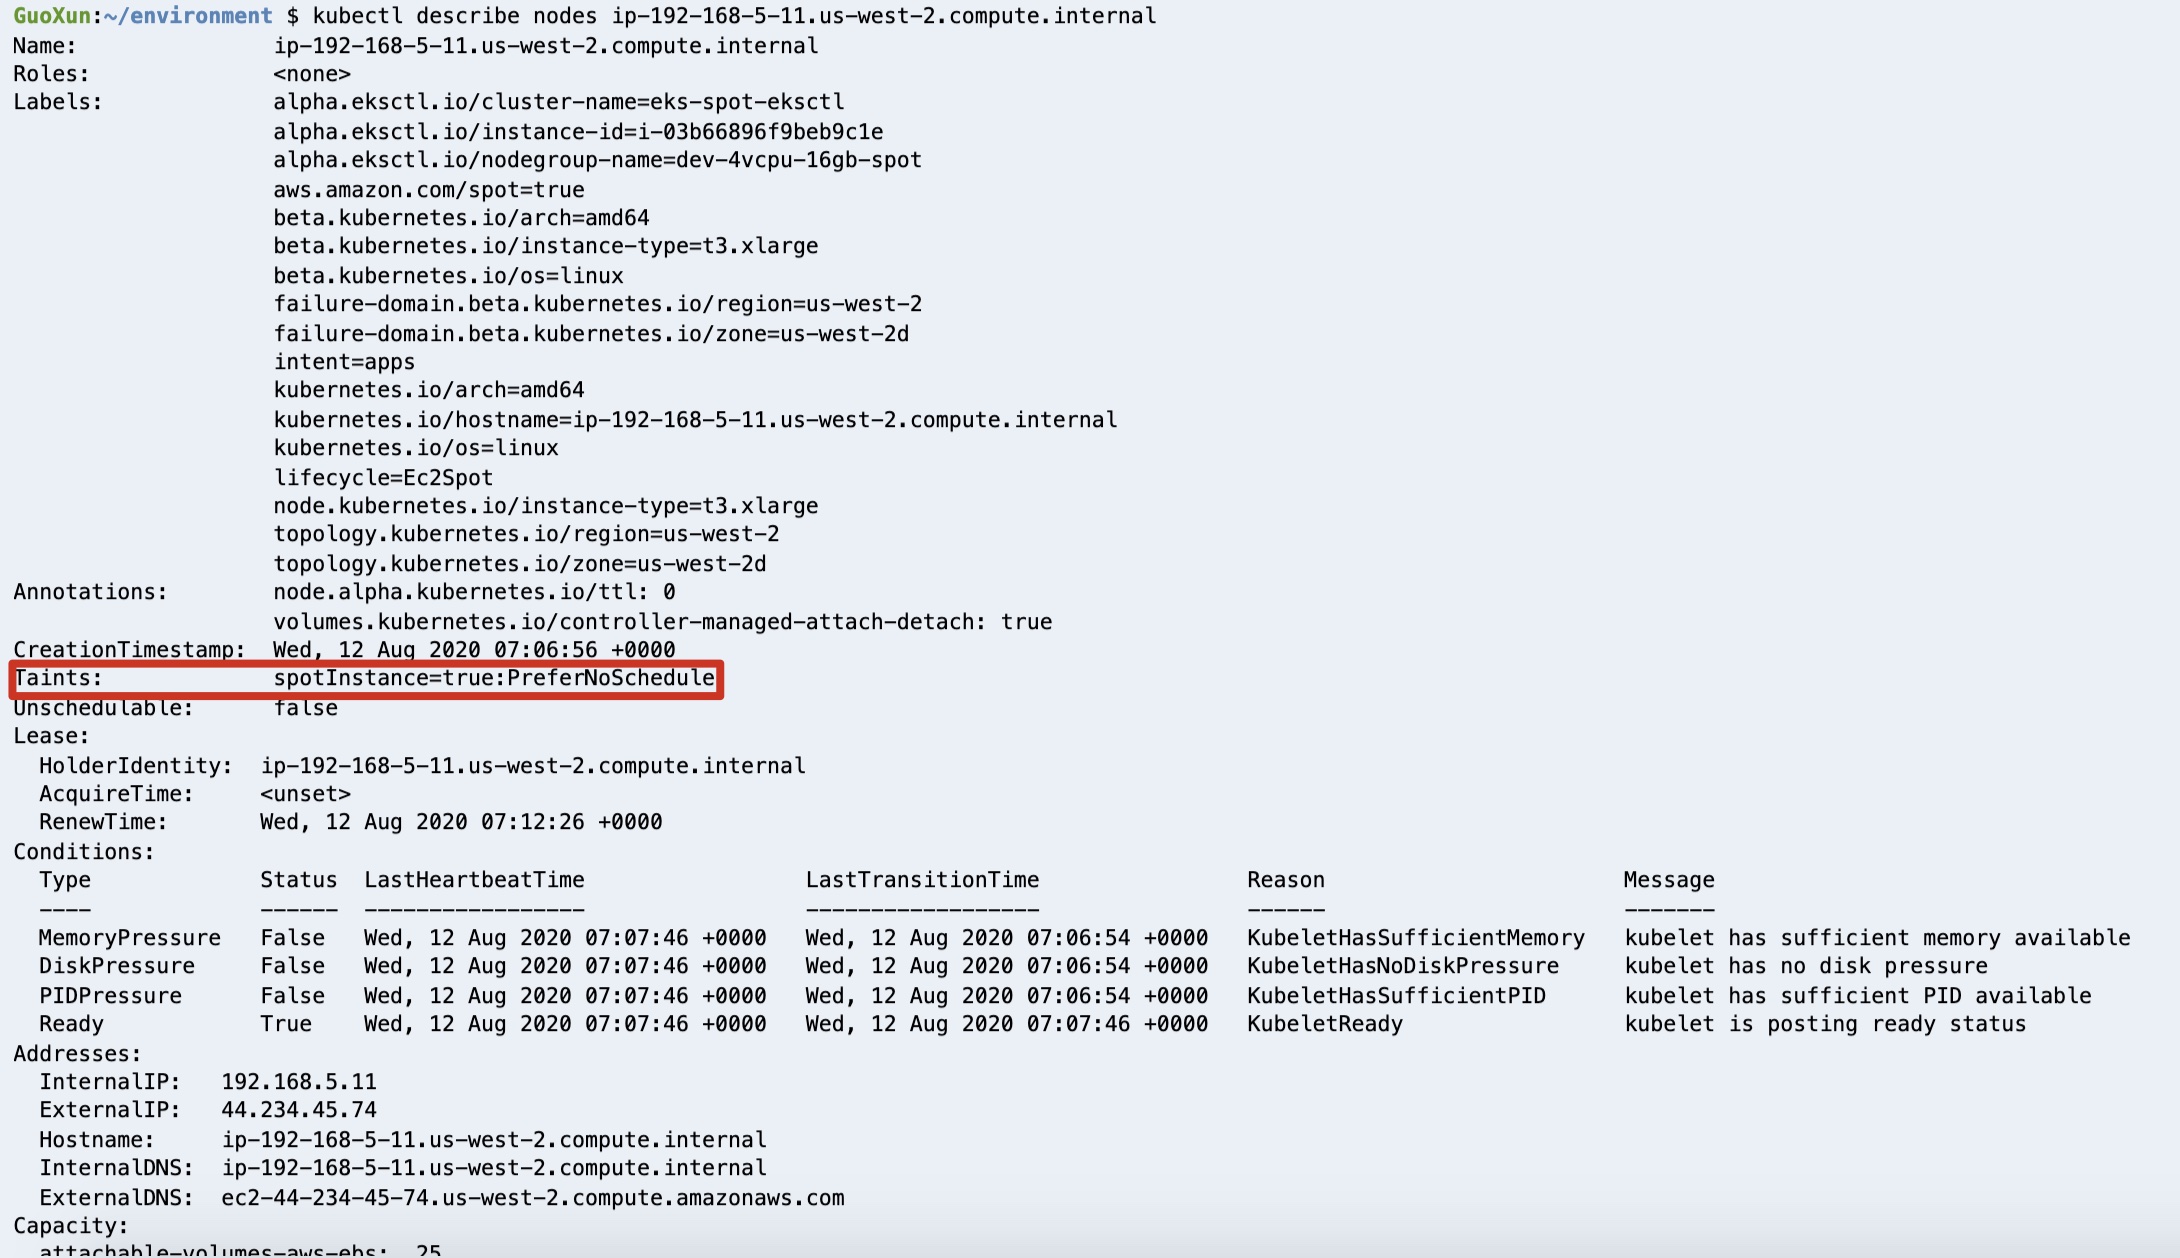 GuoXun:~/environment $ kubectl describe nodes ip-192-168-5-11.us-west-2.compute.internal
Name:               ip-192-168-5-11.us-west-2.compute.internal
Roles:              <none>
Labels:             alpha.eksctl.io/cluster-name=eks-spot-eksctl
                    alpha.eksctl.io/instance-id=i-03b66896f9beb9c1e
                    alpha.eksctl.io/nodegroup-name=dev-4vcpu-16gb-spot
                    aws.amazon.com/spot=true
                    beta.kubernetes.io/arch=amd64
                    beta.kubernetes.io/instance-type=t3.xlarge
                    beta.kubernetes.io/os=linux
                    failure-domain.beta.kubernetes.io/region=us-west-2
                    failure-domain.beta.kubernetes.io/zone=us-west-2d
                    intent=apps
                    kubernetes.io/arch=amd64
                    kubernetes.io/hostname=ip-192-168-5-11.us-west-2.compute.internal
                    kubernetes.io/os=linux
                    lifecycle=Ec2Spot
                    node.kubernetes.io/instance-type=t3.xlarge
                    topology.kubernetes.io/region=us-west-2
                    topology.kubernetes.io/zone=us-west-2d
Annotations:        node.alpha.kubernetes.io/ttl: 0
                    volumes.kubernetes.io/controller-managed-attach-detach: true
CreationTimestamp:  Wed, 12 Aug 2020 07:06:56 +0000
Taints:             spotInstance=true:PreferNoSchedule
Unschedulable:      false
Lease:
  HolderIdentity:  ip-192-168-5-11.us-west-2.compute.internal
  AcquireTime:     <unset>
  RenewTime:       Wed, 12 Aug 2020 07:12:26 +0000
Conditions:
  Type             Status  LastHeartbeatTime                 LastTransitionTime                Reason                       Message
  ----             ------  -----------------                 ------------------                ------                       -------
  MemoryPressure   False   Wed, 12 Aug 2020 07:07:46 +0000   Wed, 12 Aug 2020 07:06:54 +0000   KubeletHasSufficientMemory   kubelet has sufficient memory available
  DiskPressure     False   Wed, 12 Aug 2020 07:07:46 +0000   Wed, 12 Aug 2020 07:06:54 +0000   KubeletHasNoDiskPressure     kubelet has no disk pressure
  PIDPressure      False   Wed, 12 Aug 2020 07:07:46 +0000   Wed, 12 Aug 2020 07:06:54 +0000   KubeletHasSufficientPID      kubelet has sufficient PID available
  Ready            True    Wed, 12 Aug 2020 07:07:46 +0000   Wed, 12 Aug 2020 07:07:46 +0000   KubeletReady                 kubelet is posting ready status
Addresses:
  InternalIP:   192.168.5.11
  ExternalIP:   44.234.45.74
  Hostname:     ip-192-168-5-11.us-west-2.compute.internal
  InternalDNS:  ip-192-168-5-11.us-west-2.compute.internal
  ExternalDNS:  ec2-44-234-45-74.us-west-2.compute.amazonaws.com
Capacity:
  attachable-volumes-aws-ebs:  25